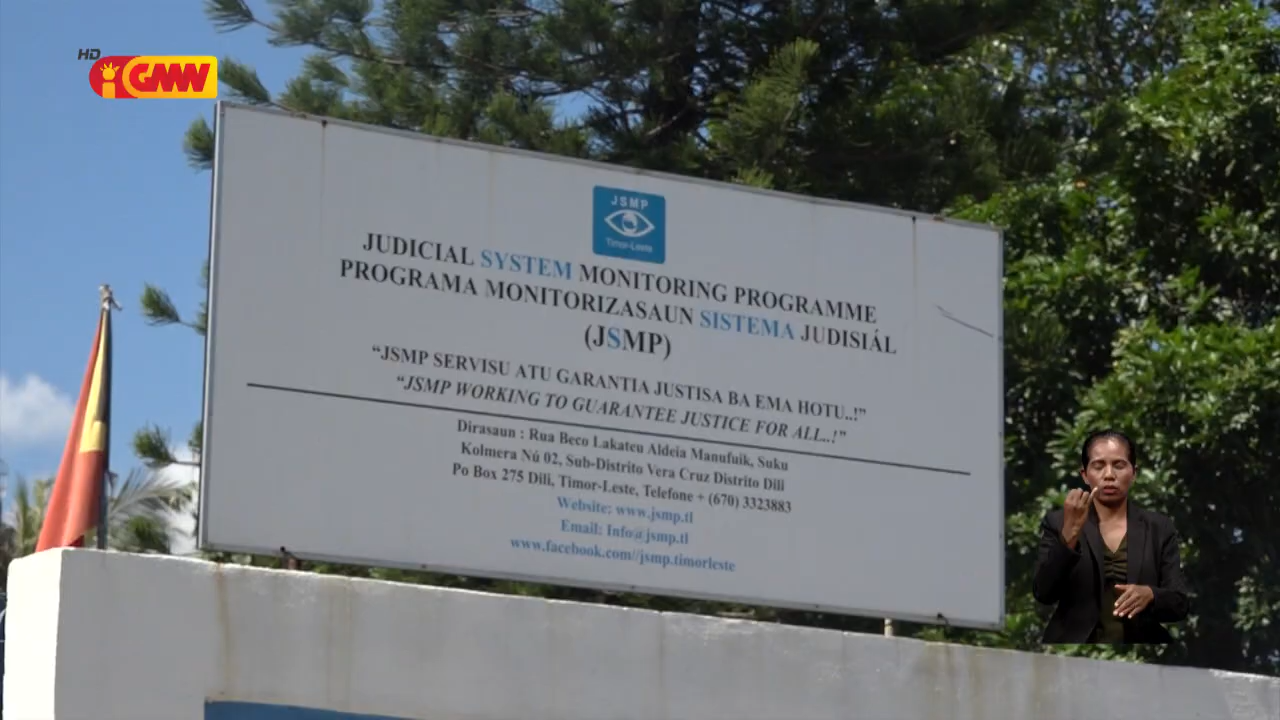 HD
GMN
JSMP
Timor-Leste
JUDICIAL SYSTEM MONITORING PROGRAMME
PROGRAMA MONITORIZASAUN SISTEMA JUDISIÁL
(JSMP)
“JSMP SERVISU ATU GARANTIA JUSTISA BA EMA HOTU..!”
“JSMP WORKING TO GUARANTEE JUSTICE FOR ALL..!”
Dirasaun : Rua Beco Lakateu Aldeia Manufuik, Suku
Kolmera Nú 02, Sub-Distrito Vera Cruz Distrito Dili
Po Box 275 Dili, Timor-Leste, Telefone + (670) 3323883
Website: www.jsmp.tl
Email: Info@jsmp.tl
www.facebook.com//jsmp.timorleste